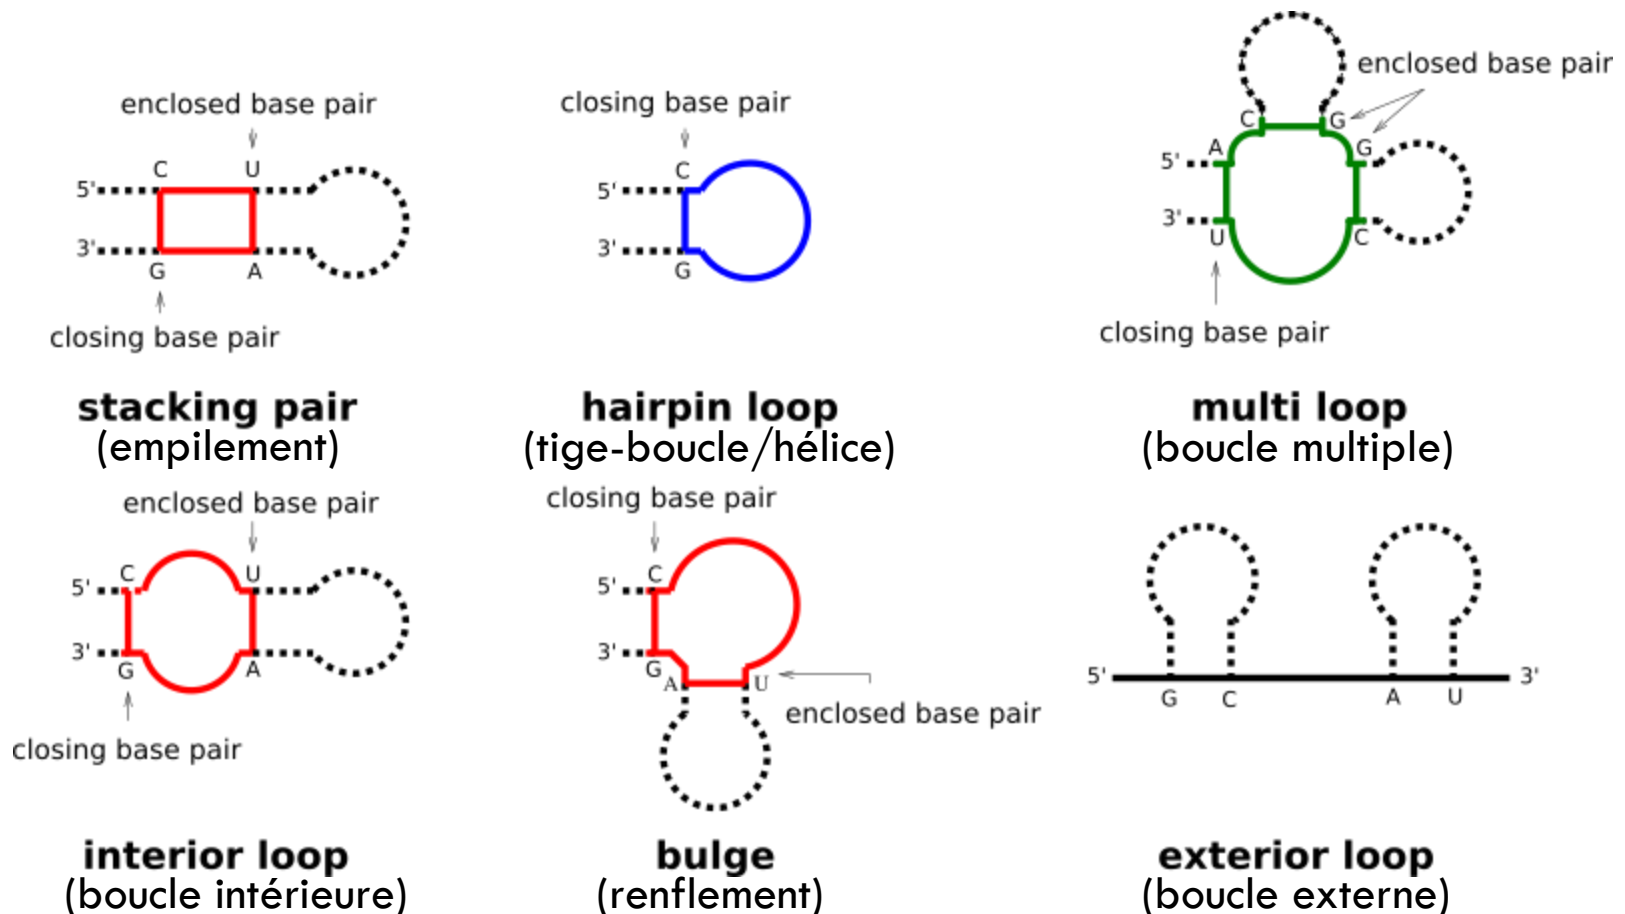 enclosed base pair
C U
5'
3'
G A
closing base pair
stacking pair
(empilement)
closing base pair
C
5'
3'
G
hairpin loop
(tige-boucle/hélice)
enclosed base pair
C G
A G
5'
3'
U C
closing base pair
multi loop
(boucle multiple)
enclosed base pair
C U
5'
3'
G A
closing base pair
interior loop
(boucle intérieure)
closing base pair
C
5'
3'
G
A U
enclosed base pair
bulge
(renflement)
5' 3'
G C A U
exterior loop
(boucle externe)